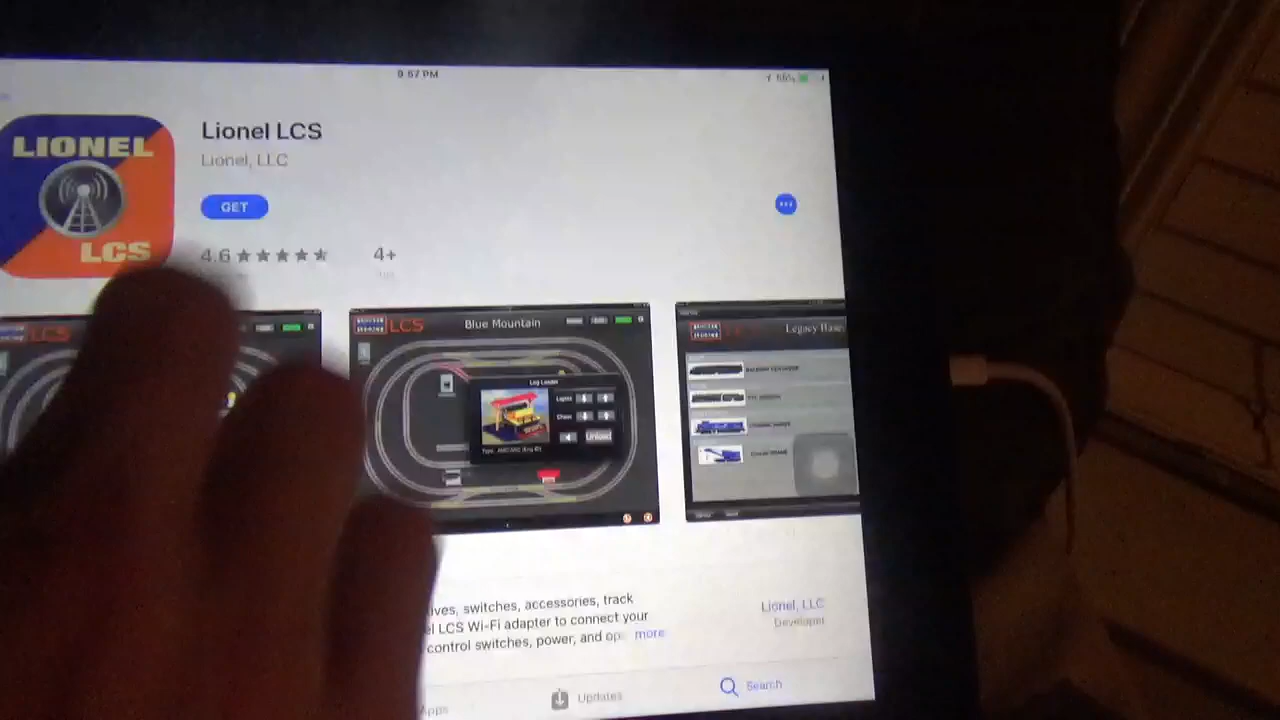 9:57 PM
LIONEL
LCS
Lionel LCS
Lionel, LLC
GET
4.6
4+
LCS
LCS
Blue Mountain
Log Loader
Lights
Unload
Legacy
ives, switches, accessories, track
el LCS Wi-Fi adapter to connect your
control switches, power, and op
more
Lionel, LLC
Developer
Apps
Updates
Search